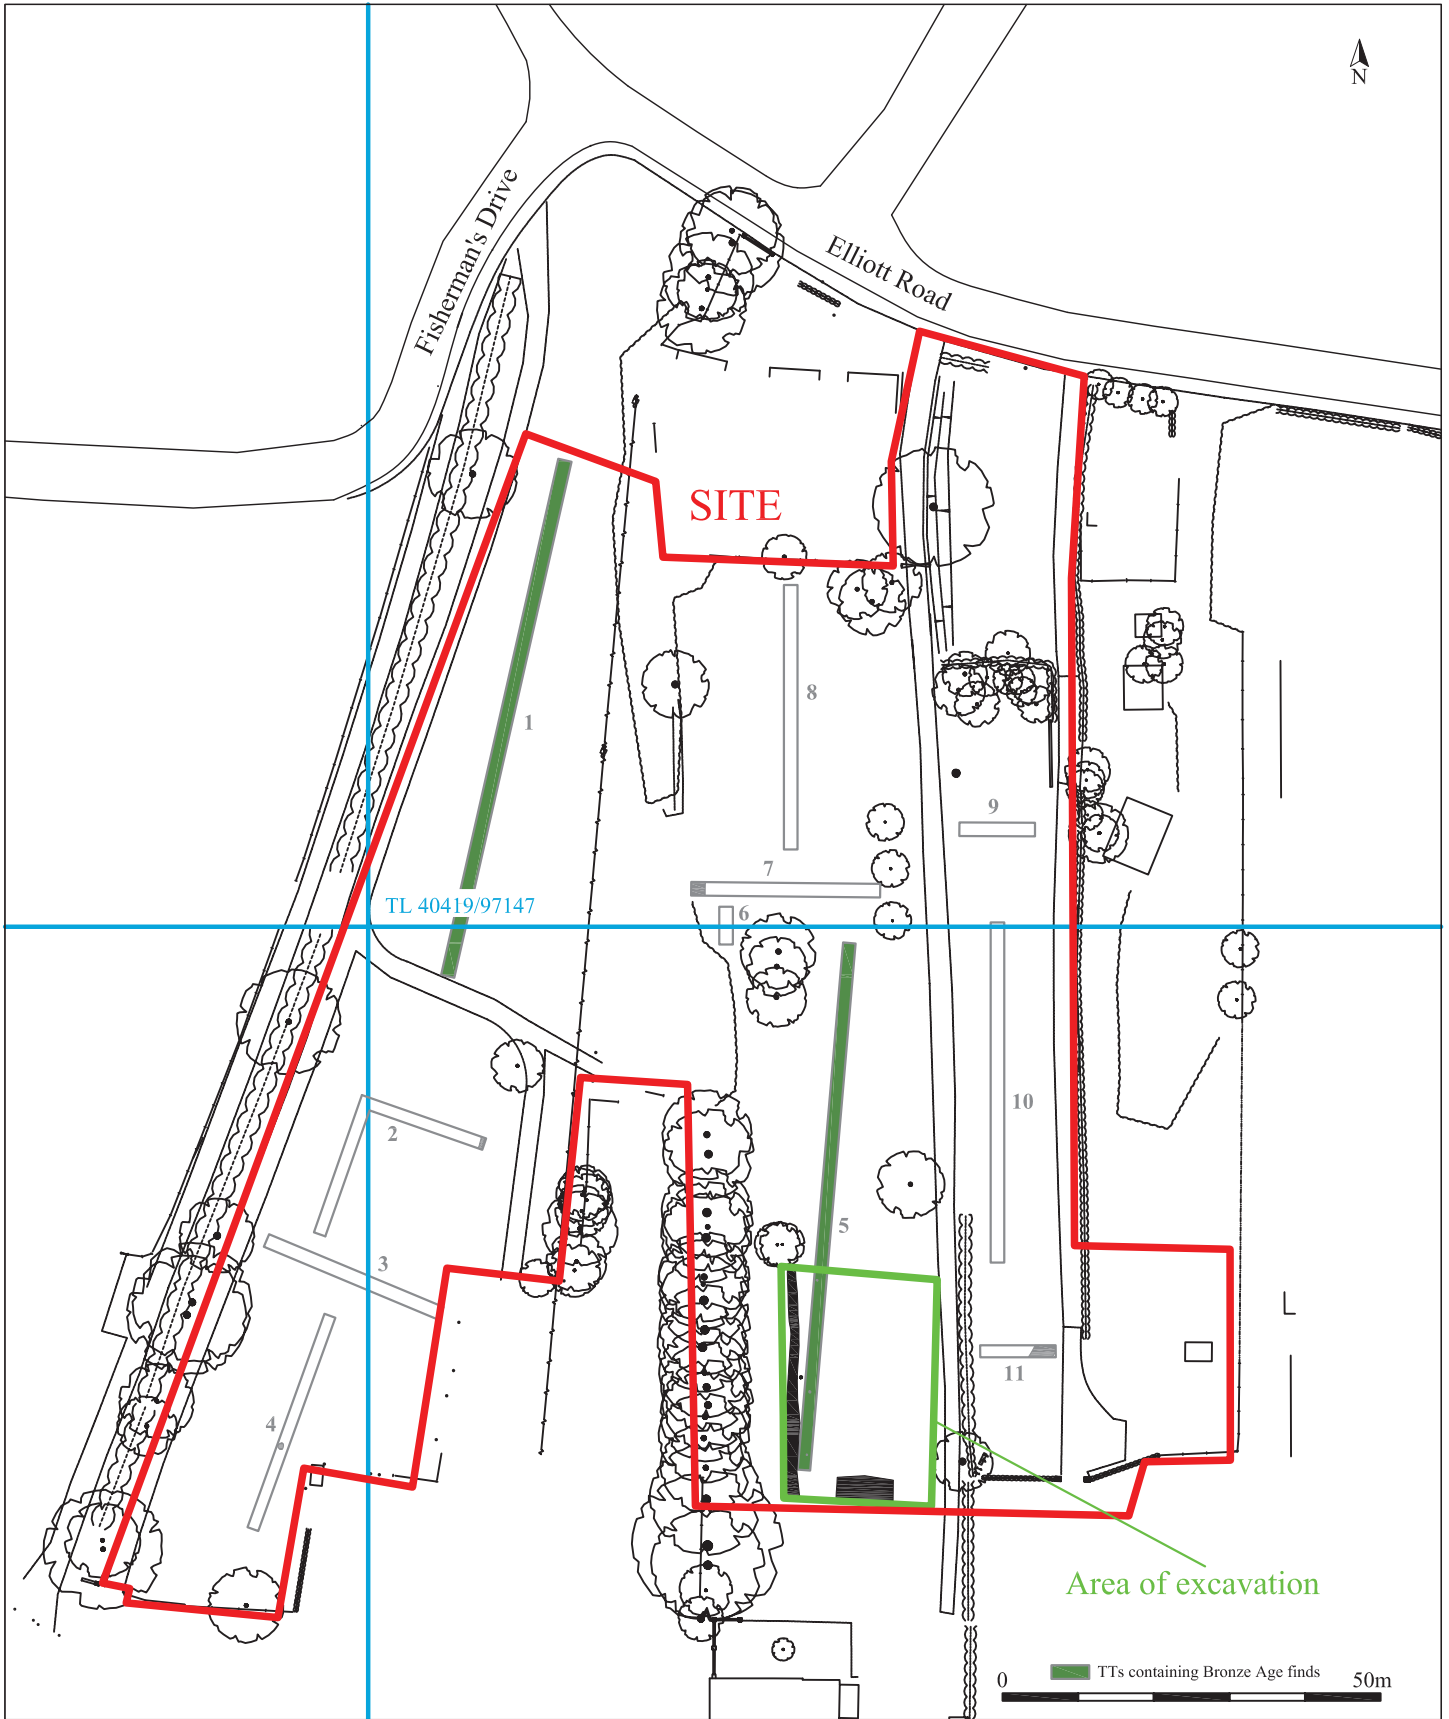 N
Fisherman's Drive
Elliott Road
SITE
8
1
9
7
TL 40419/97147
6
10
2
5
3
11
4
Area of excavation
TTs containing Bronze Age finds
0
50m